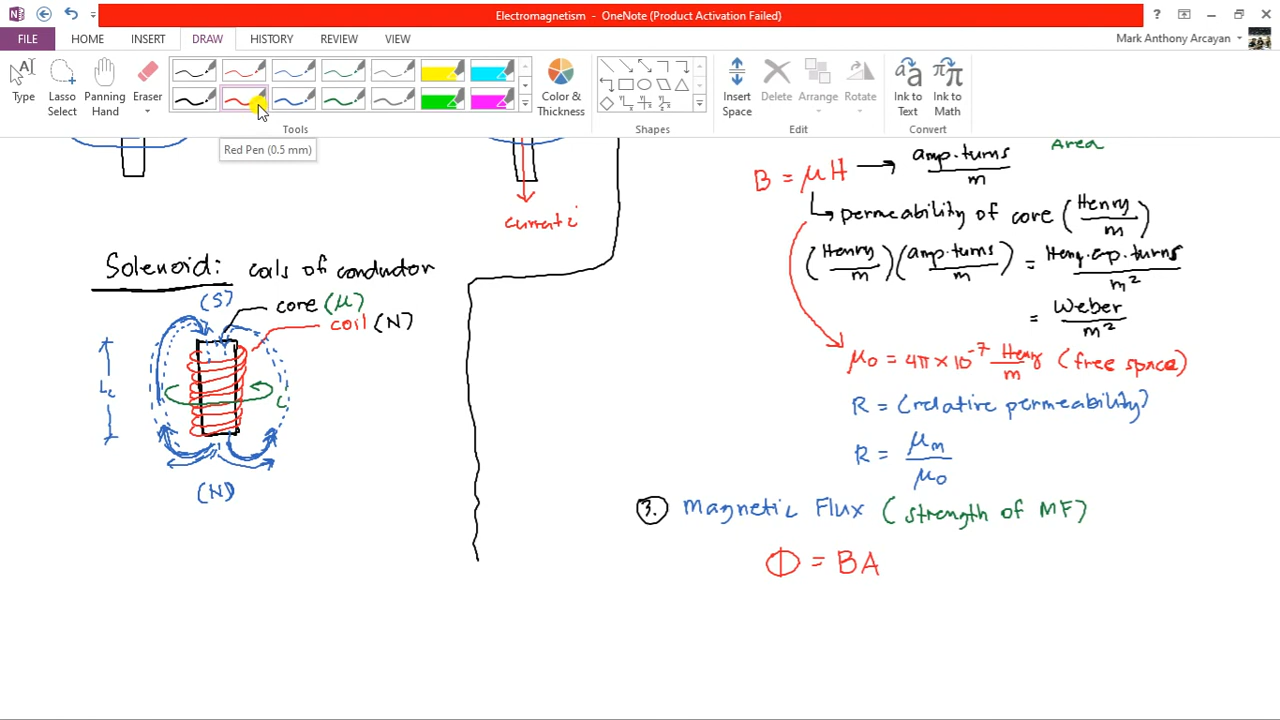 Electromagnetism - OneNote (Product Activation Failed)
FILE HOME INSERT DRAW HISTORY REVIEW VIEW
Mark Anthony Arcayan
Type
Lasso Select
Panning Hand
Eraser
Color & Thickness
Insert Space
Delete
Arrange
Rotate
Ink to Text
Ink to Math
Tools
Shapes
Edit
Convert
Red Pen (0.5 mm)
current i
Solenoid: coils of conductor
(S)
core (μ)
coil (N)
L
(N)
Area
B = μH → amp.turns / m
permeability of core (Henry / m)
(Henry / m)(amp.turns / m) = Henry.ap.turns / m²
= Weber / m²
μ₀ = 4π × 10⁻⁷ Henry / m (free space)
R = (relative permeability)
R = μm / μ₀
3. Magnetic Flux (strength of MF)
Φ = BA